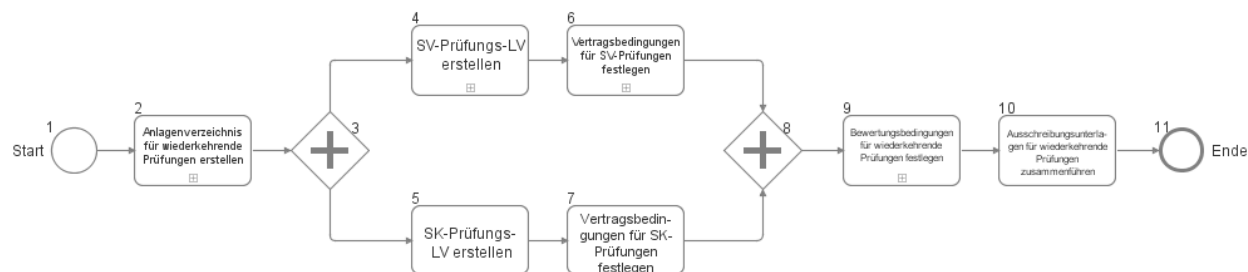 4
SV-Prüfungs-LV
erstellen
6
Vertragsbedingungen
für SV-Prüfungen
festlegen
1
Start
2
Anlagenverzeichnis
für wiederkehrende
Prüfungen erstellen
3
8
9
Bewertungsbedingungen
für wiederkehrende
Prüfungen festlegen
10
Ausschreibungsunterla-
gen für wiederkehrende
Prüfungen
zusammenführen
11
Ende
5
SK-Prüfungs-
LV erstellen
7
Vertragsbedin-
gungen für SK-
Prüfungen
festlegen